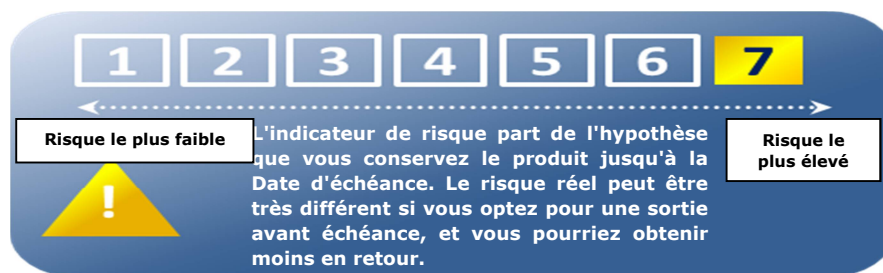 1 2 3 4 5 6 7
Risque le plus faible
Risque le
plus élevé
L'indicateur de risque part de l'hypothèse
que vous conservez le produit jusqu'à la
Date d'échéance. Le risque réel peut être
très différent si vous optez pour une sortie
avant échéance, et vous pourriez obtenir
moins en retour.
!